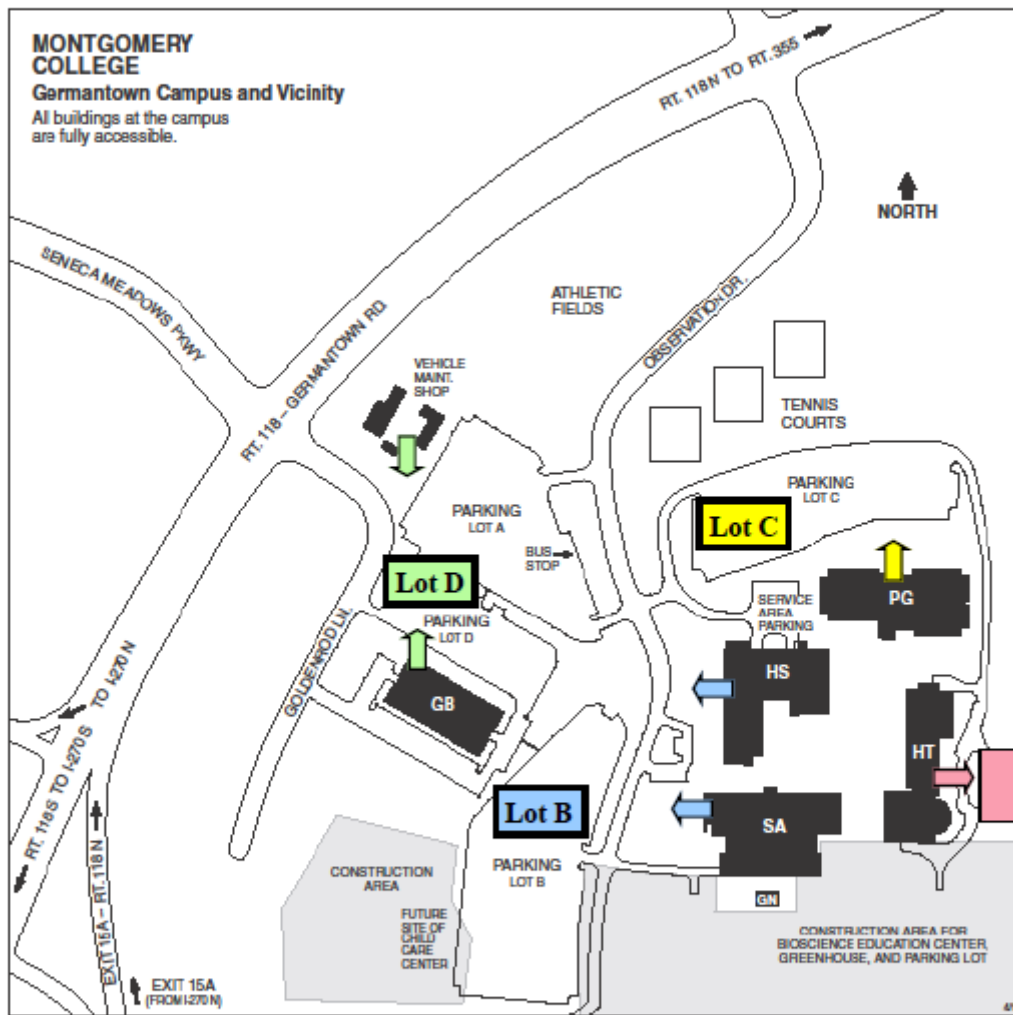 MONTGOMERY
COLLEGE
Germantown Campus and Vicinity
All buildings at the campus
are fully accessible.
RT. 118 N TO RT. 355
NORTH
SENECA MEADOWS PKWY
ATHLETIC
FIELDS
OBSERVATION DR.
RT. 118 – GERMANTOWN RD.
VEHICLE
MAINT.
SHOP
TENNIS
COURTS
PARKING
LOT C
PARKING
LOT A
Lot C
BUS
STOP
Lot D
PG
SERVICE
AREA
PARKING
PARKING
LOT D
GOLDENROD LN.
HS
GB
TO I-270 N
HT
RT. 118 S TO I-270 S
Lot B
SA
PARKING
LOT B
CONSTRUCTION
AREA
GN
EXIT 15A – RT. 118 N
FUTURE
SITE OF
CHILD
CARE
CENTER
CONSTRUCTION AREA FOR
BIOSCIENCE EDUCATION CENTER,
GREENHOUSE, AND PARKING LOT
EXIT 15A
(FROM I-270 N)